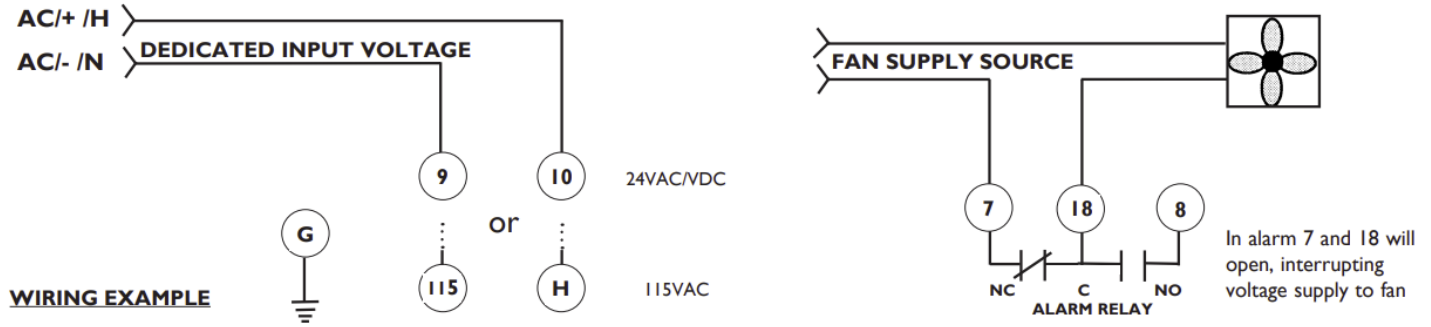 AC/+ /H
AC/- /N
DEDICATED INPUT VOLTAGE
9
10
24VAC/VDC
or
G
115
H
115VAC
WIRING EXAMPLE
FAN SUPPLY SOURCE
7
18
8
NC
C
NO
ALARM RELAY
In alarm 7 and 18 will
open, interrupting
voltage supply to fan